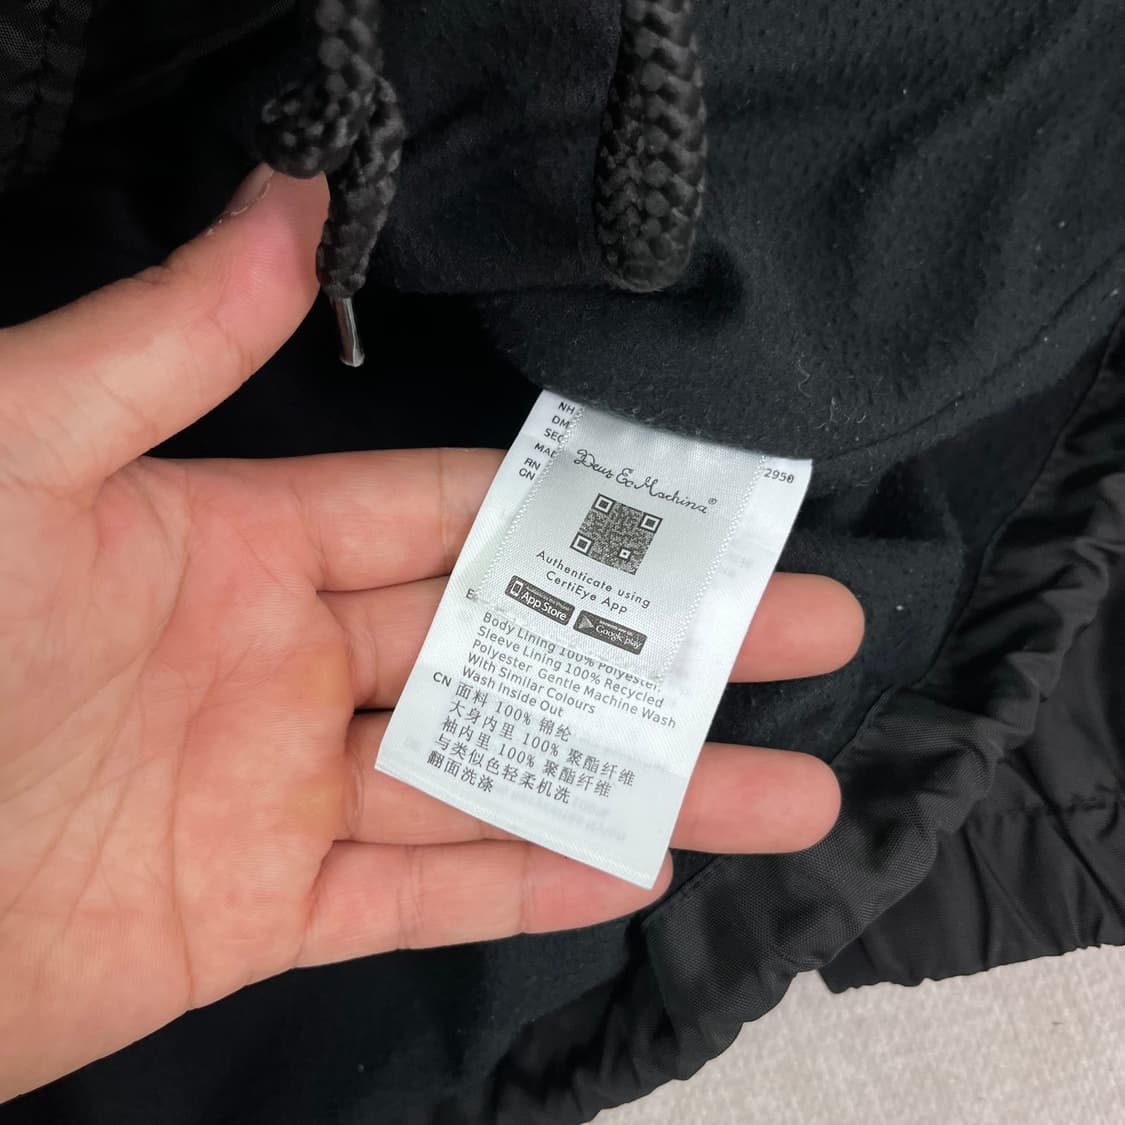 NH
DM
SEC
MAD
RN
CN
2950
Deus Ex Machina®
Authenticate using
CertiEye App
App Store
Google play
E
Body Lining 100% Polyester,
Sleeve Lining 100% Recycled
Polyester, Gentle Machine Wash
With Similar Colours
Wash Inside Out
CN 面料 100% 锦纶
大身内里 100% 聚酯纤维
袖内里 100% 聚酯纤维
与类似色轻柔机洗
翻面洗涤